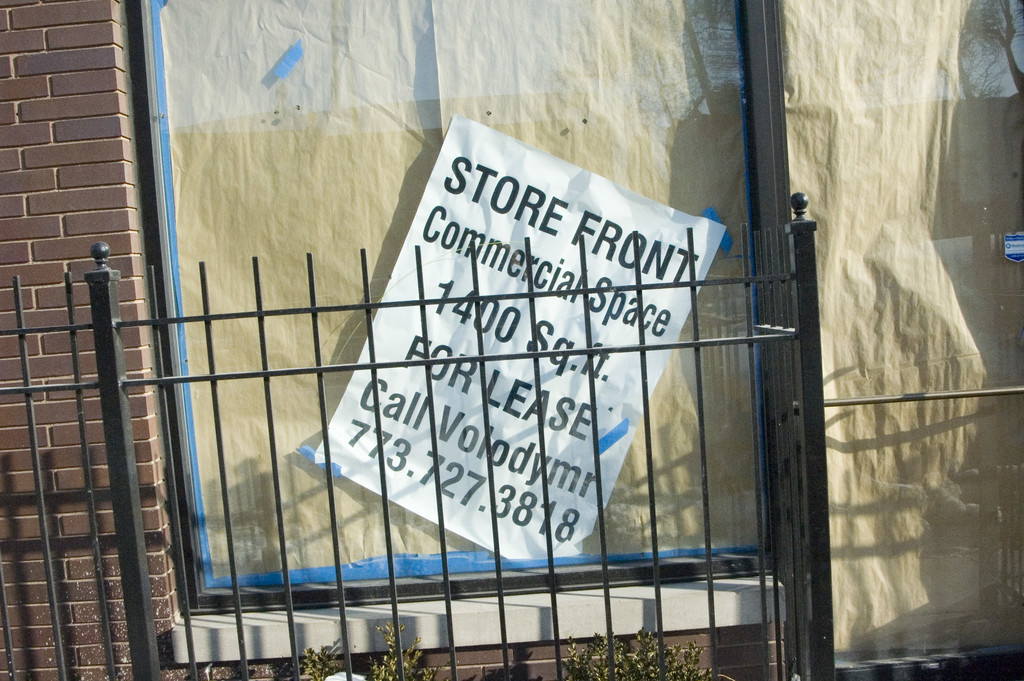 STORE FRONT
Commercial Space
1400 Sq.ft.
FOR LEASE
Call Volodymr
773.727.3818